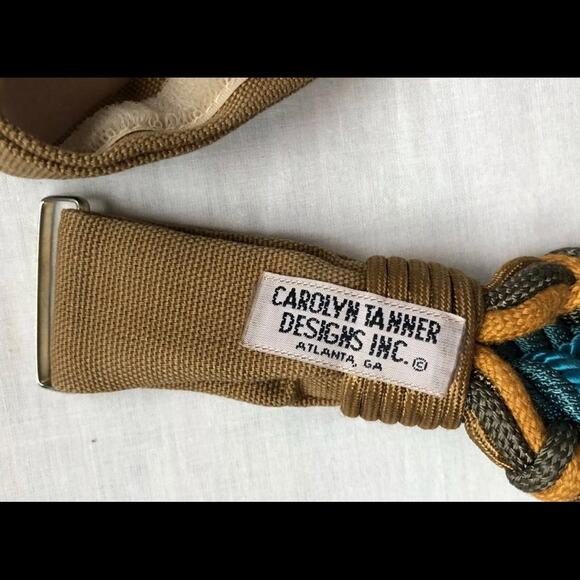 CAROLYN TANNER
DESIGNS INC. ©
ATLANTA, GA